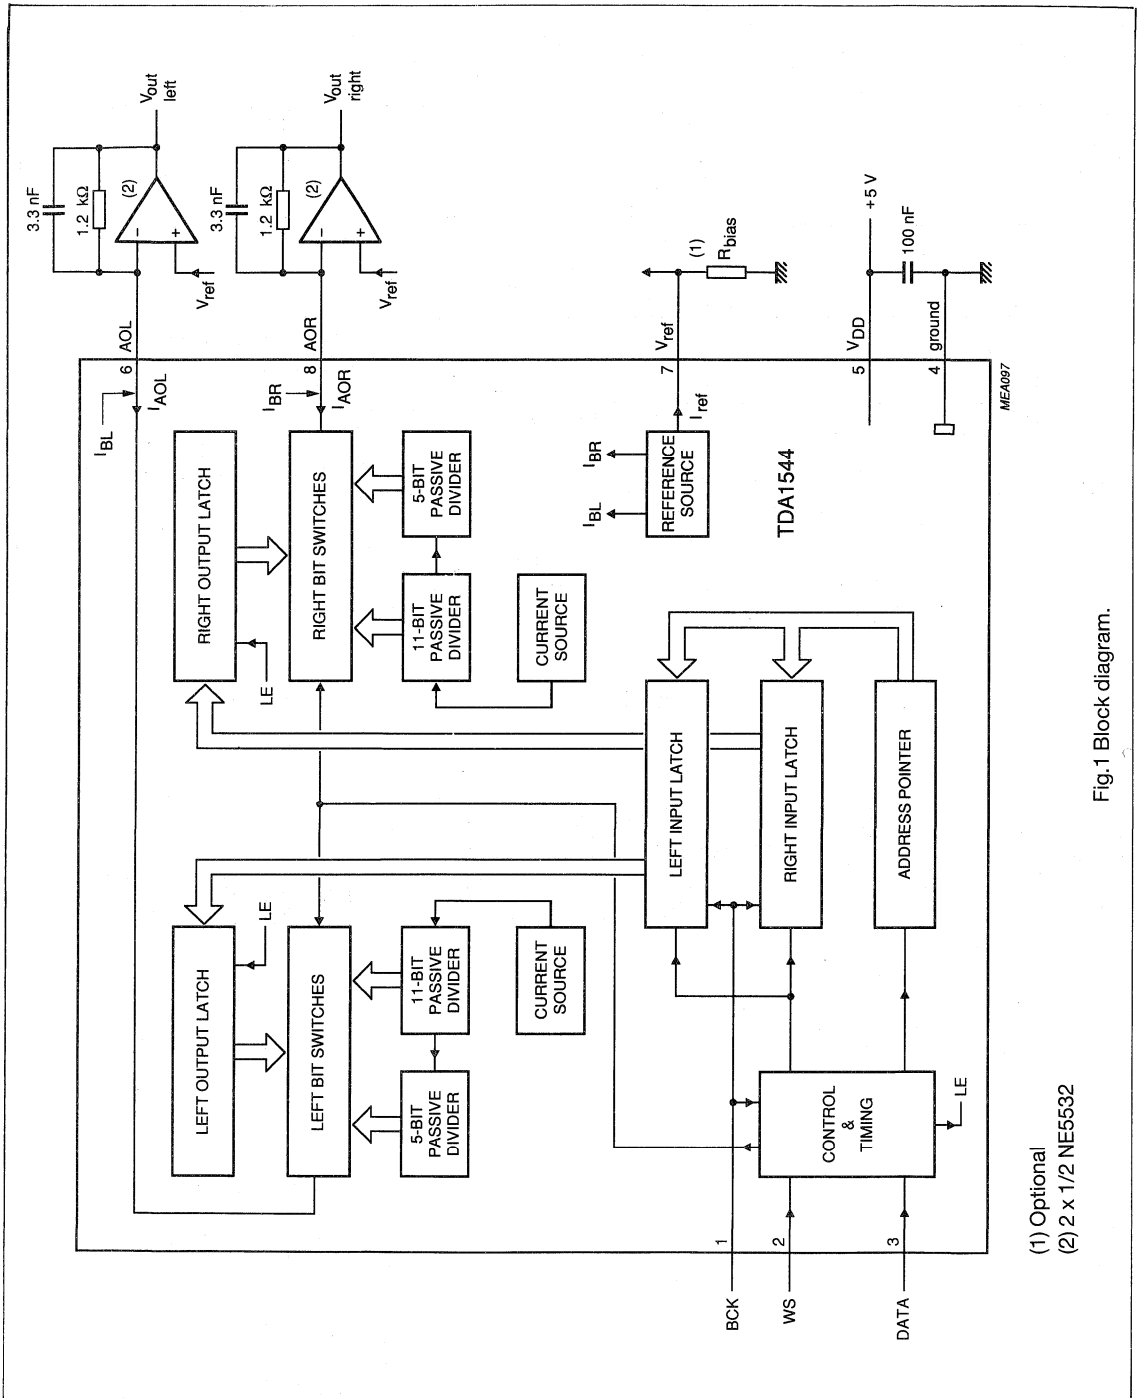 3.3 nF
1.2 kΩ
(2)
Vout
left
Vref
3.3 nF
1.2 kΩ
(2)
Vout
right
Vref
6
AOL
8
AOR
IBL
IAOL
IBR
IAOR
LEFT OUTPUT LATCH
LE
LEFT BIT SWITCHES
5-BIT
PASSIVE
DIVIDER
11-BIT
PASSIVE
DIVIDER
CURRENT
SOURCE
RIGHT OUTPUT LATCH
LE
RIGHT BIT SWITCHES
11-BIT
PASSIVE
DIVIDER
5-BIT
PASSIVE
DIVIDER
CURRENT
SOURCE
IBL
IBR
REFERENCE
SOURCE
Iref
7
Vref
(1)
Rbias
LEFT INPUT LATCH
RIGHT INPUT LATCH
ADDRESS POINTER
CONTROL
&
TIMING
LE
TDA1544
5
VDD
+5 V
100 nF
4
ground
BCK
1
WS
2
DATA
3
MEA097
(1) Optional
(2) 2 x 1/2 NE5532
Fig.1 Block diagram.